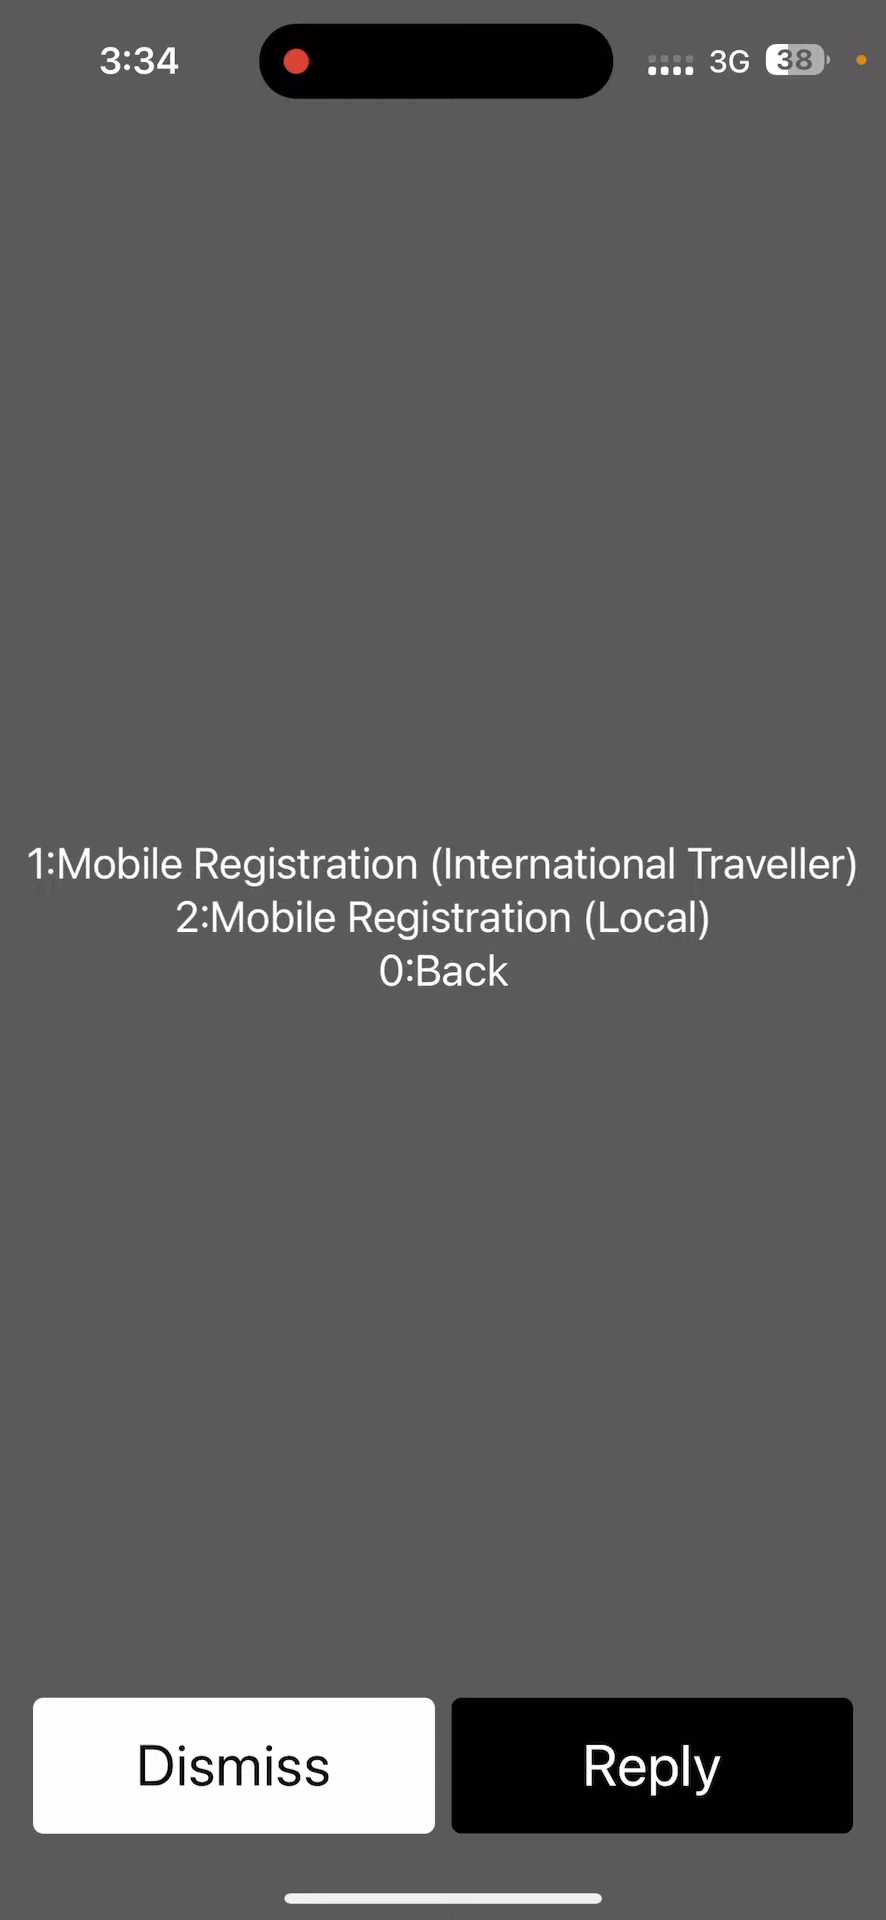 3:34
3G
38
1:Mobile Registration (International Traveller)
2:Mobile Registration (Local)
0:Back
Dismiss
Reply